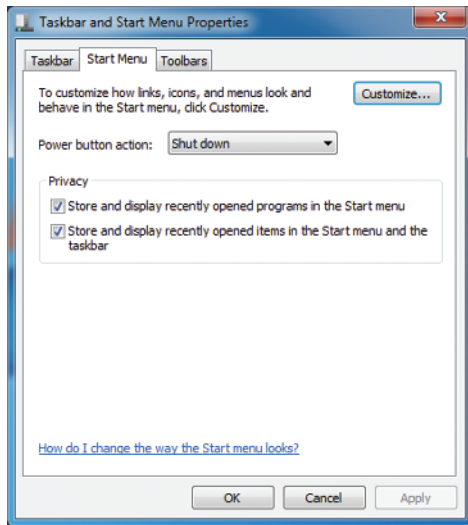 Taskbar and Start Menu Properties
Taskbar Start Menu Toolbars
To customize how links, icons, and menus look and
behave in the Start menu, click Customize.
Customize...
Power button action: Shut down
Privacy
Store and display recently opened programs in the Start menu
Store and display recently opened items in the Start menu and the
taskbar
How do I change the way the Start menu looks?
OK Cancel Apply